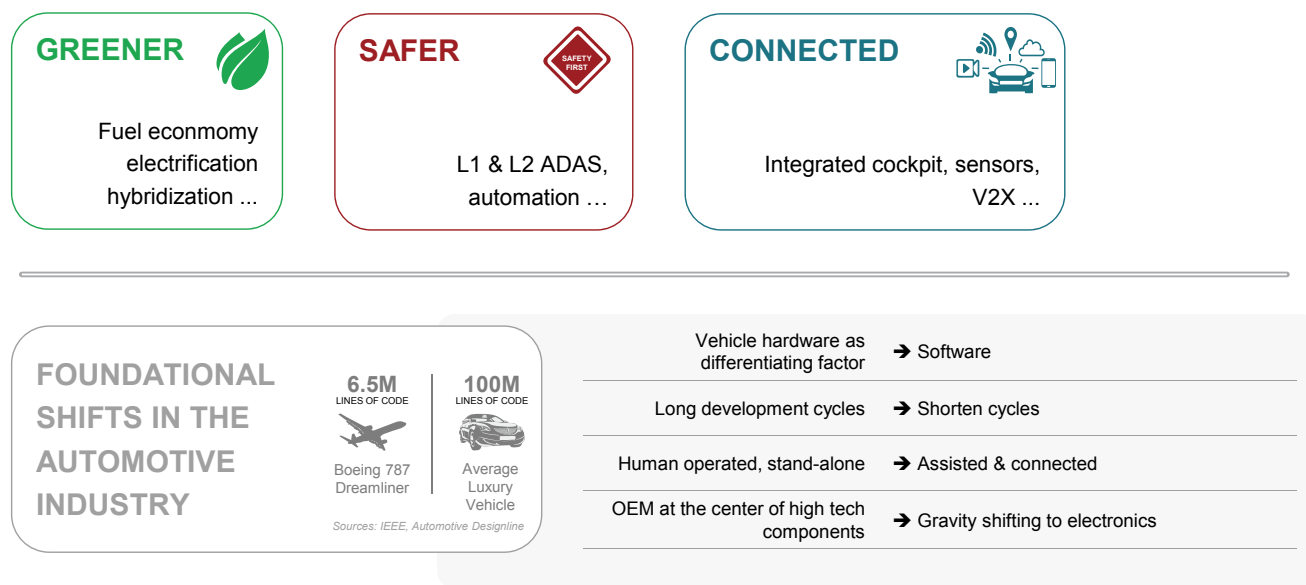 GREENER
Fuel econmomy
electrification
hybridization ...
SAFER
SAFETY
FIRST
L1 & L2 ADAS,
automation …
CONNECTED
Integrated cockpit, sensors,
V2X ...
FOUNDATIONAL
SHIFTS IN THE
AUTOMOTIVE
INDUSTRY
6.5M
LINES OF CODE
Boeing 787
Dreamliner
100M
LINES OF CODE
Average
Luxury
Vehicle
Sources: IEEE, Automotive Designline
Vehicle hardware as
differentiating factor
➔ Software
Long development cycles ➔ Shorten cycles
Human operated, stand-alone ➔ Assisted & connected
OEM at the center of high tech
components
➔ Gravity shifting to electronics